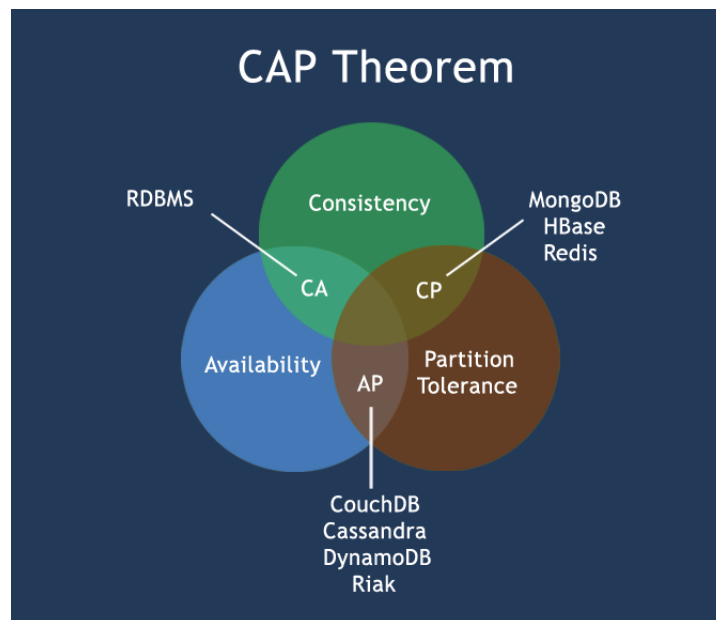 CAP Theorem
RDBMS
Consistency
MongoDB
HBase
Redis
CA
CP
Availability
Partition
Tolerance
AP
CouchDB
Cassandra
DynamoDB
Riak